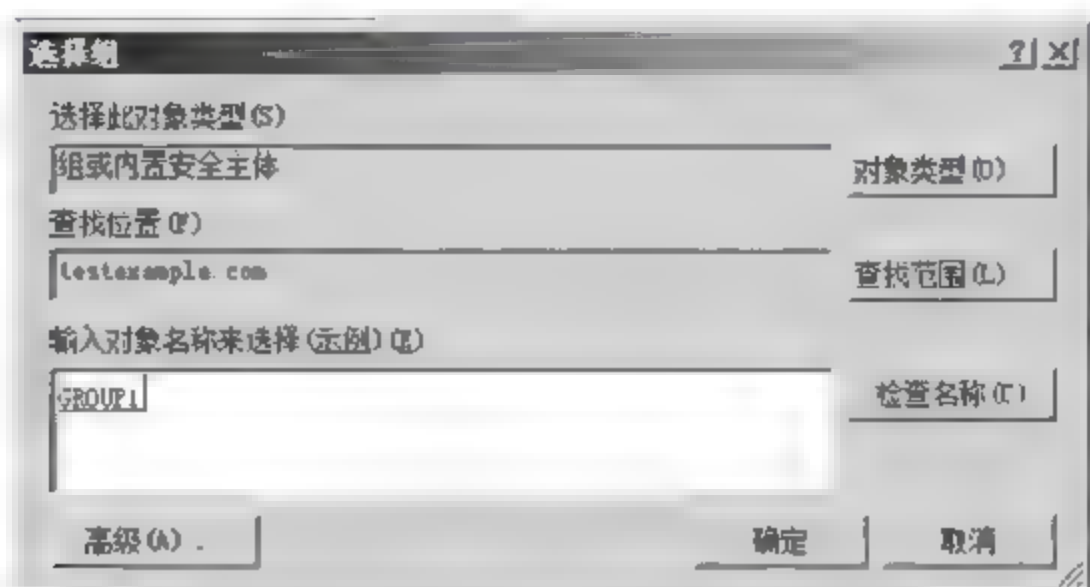 选择组
选择此对象类型(S)
组或内置安全主体
对象类型(O)
查找位置(F)
testexample.com
查找范围(L)
输入对象名称来选择(示例)(E)
GROUP1
检查名称(C)
高级(A)
确定
取消